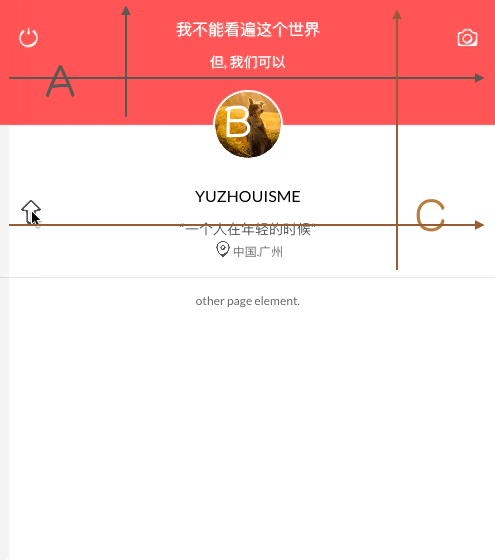 我不能看遍这个世界
但, 我们可以
A
B
YUZHOUISME
C
“一个人在年轻的时候”
中国.广州
other page element.